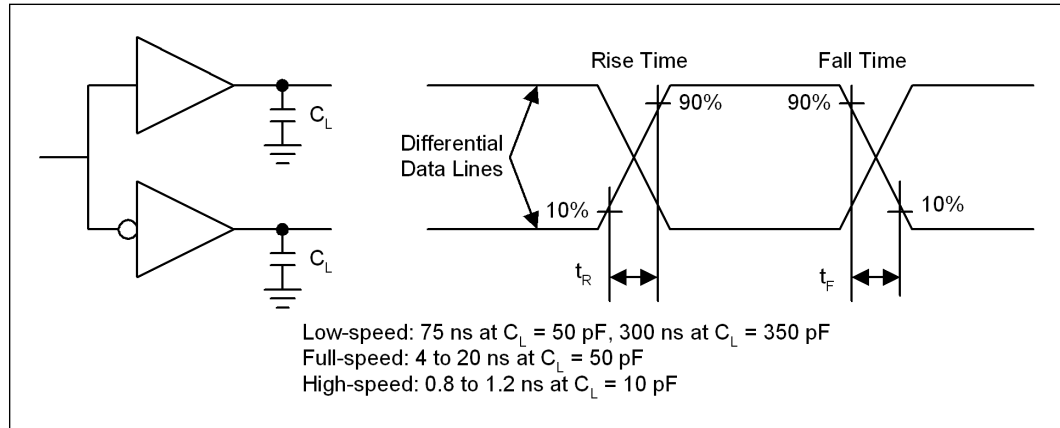 Rise Time Fall Time
C_L 90% 90%
Differential
Data Lines
10% 10%
C_L t_R t_F
Low-speed: 75 ns at C_L = 50 pF, 300 ns at C_L = 350 pF
Full-speed: 4 to 20 ns at C_L = 50 pF
High-speed: 0.8 to 1.2 ns at C_L = 10 pF